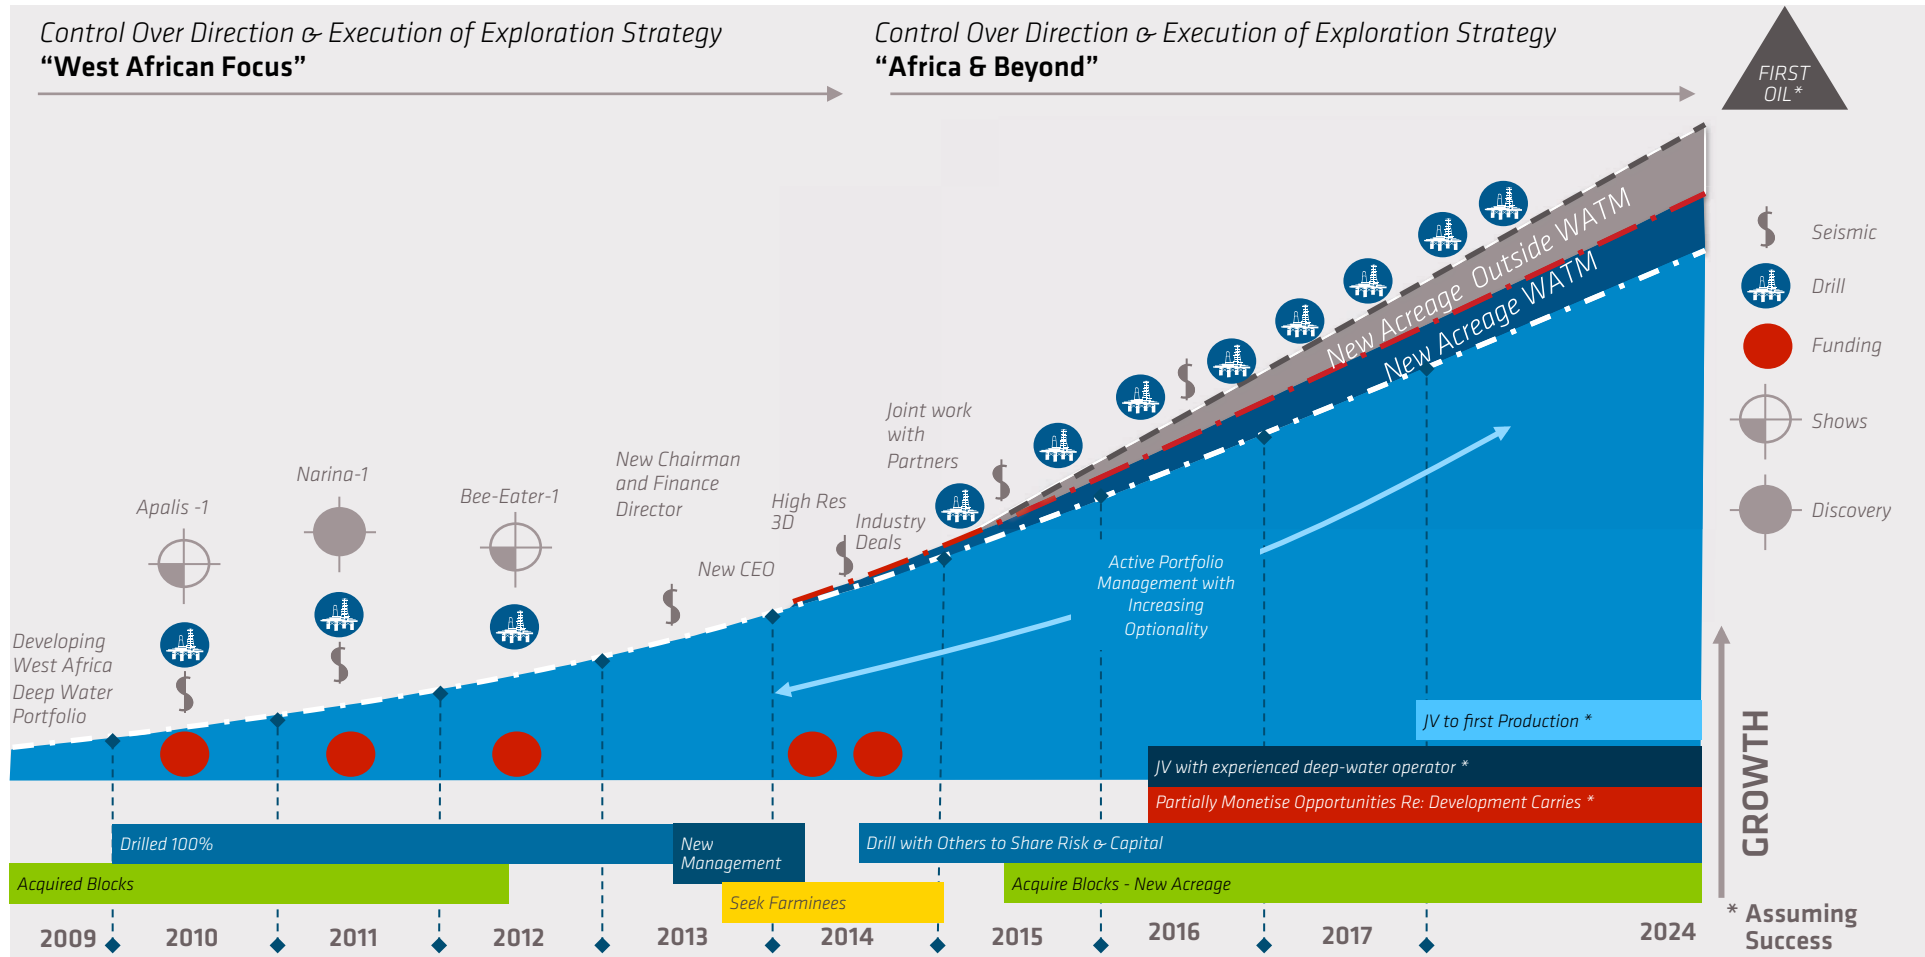 Control Over Direction & Execution of Exploration Strategy
“West African Focus”
Control Over Direction & Execution of Exploration Strategy
“Africa & Beyond”
FIRST
OIL*
Seismic
Drill
Funding
Shows
Discovery
New Acreage Outside WATM
New Acreage WATM
Joint work
with
Partners
New Chairman
and Finance
Director
Narina-1
Bee-Eater-1
Apalis -1
High Res
3D
Industry
Deals
New CEO
Developing
West Africa
Deep Water
Portfolio
Active Portfolio
Management with
Increasing
Optionality
JV to first Production *
JV with experienced deep-water operator *
Partially Monetise Opportunities Re: Development Carries *
Drilled 100%
New
Management
Drill with Others to Share Risk & Capital
Acquired Blocks
Acquire Blocks - New Acreage
Seek Farminees
GROWTH
* Assuming
Success
2009
2010
2011
2012
2013
2014
2015
2016
2017
2024